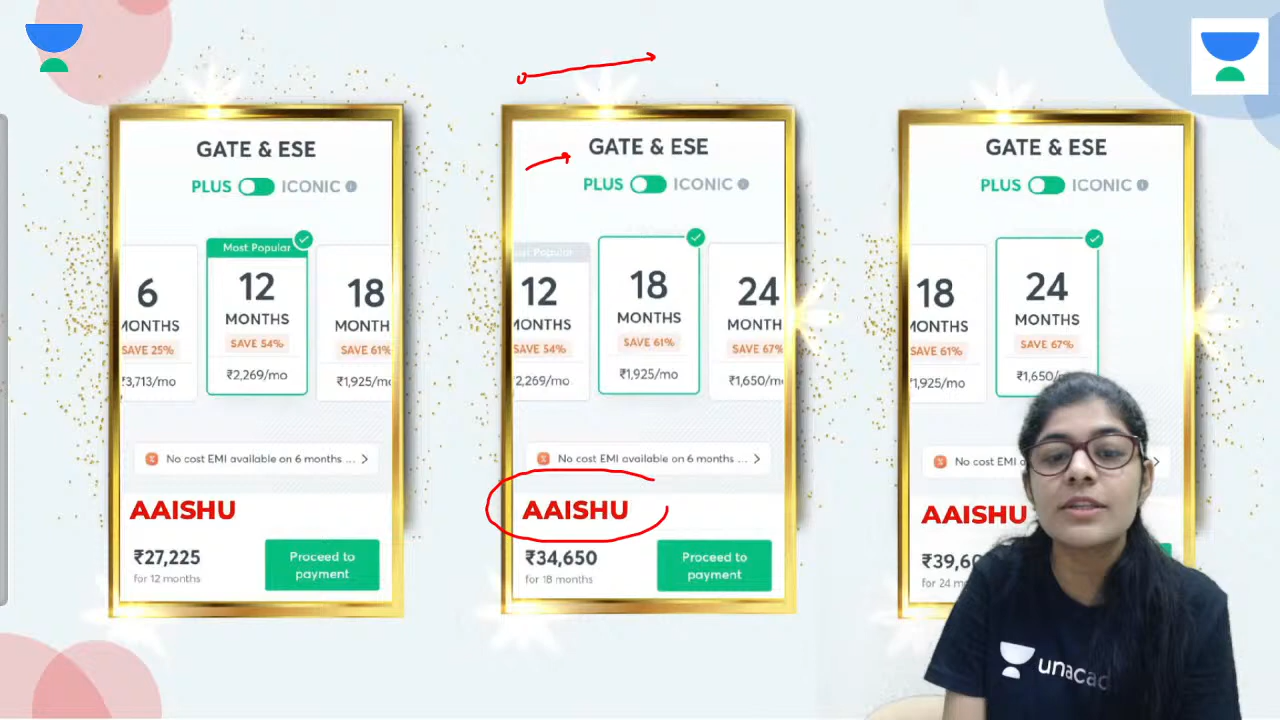 GATE & ESE
PLUS ICONIC
6
MONTHS
SAVE 25%
₹3,713/mo
Most Popular
12
MONTHS
SAVE 54%
₹2,269/mo
18
MONTH
SAVE 61%
₹1,925/mo
No cost EMI available on 6 months ...
AAISHU
₹27,225
for 12 months
Proceed to
payment
GATE & ESE
PLUS ICONIC
Popular
12
MONTHS
SAVE 54%
2,269/mo
18
MONTHS
SAVE 61%
₹1,925/mo
24
MONTH
SAVE 67%
₹1,650/m
No cost EMI available on 6 months ...
AAISHU
₹34,650
for 18 months
Proceed to
payment
GATE & ESE
PLUS ICONIC
18
MONTHS
SAVE 61%
1,925/mo
24
MONTHS
SAVE 67%
₹1,650/
No cost EMI
AAISHU
₹39,60
for 24 m
unacad